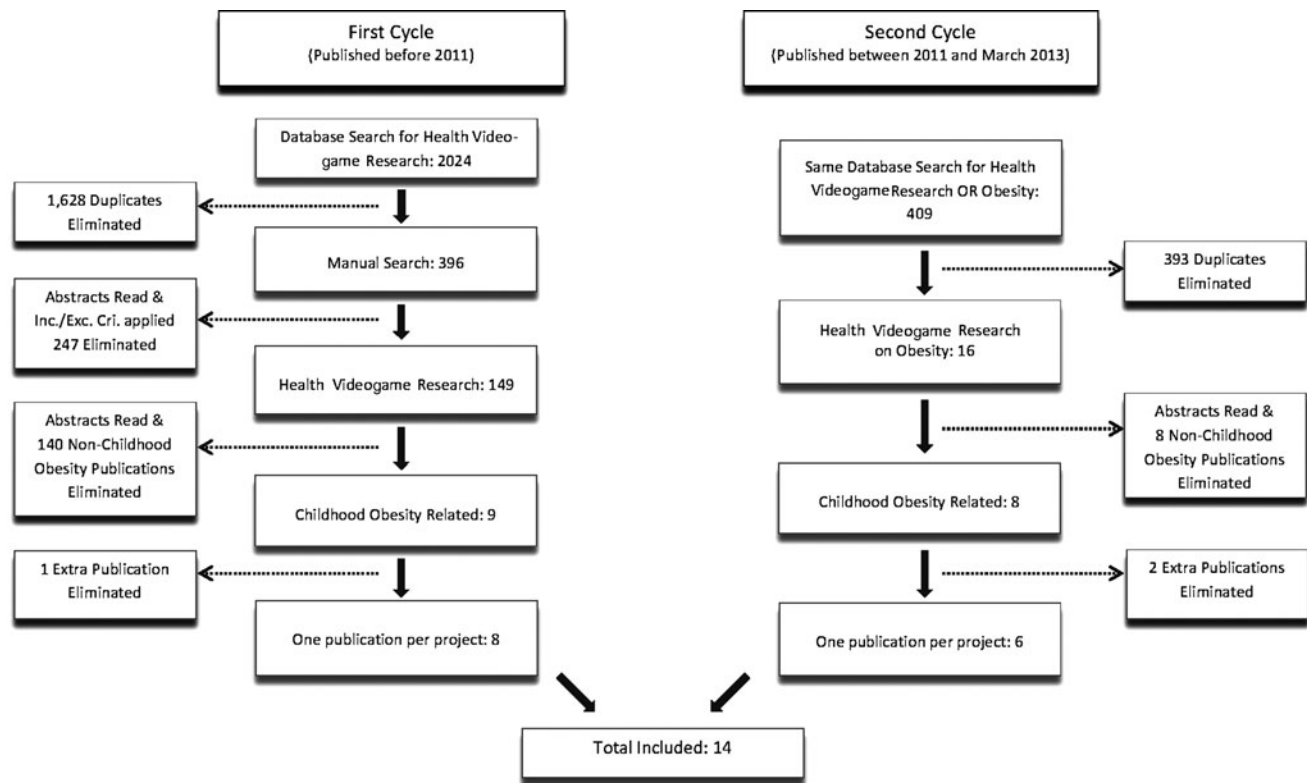 First Cycle
(Published before 2011)
Database Search for Health Video-
game Research: 2024
1,628 Duplicates
Eliminated
Manual Search: 396
Abstracts Read &
Inc./Exc. Cri. applied
247 Eliminated
Health Videogame Research: 149
Abstracts Read &
140 Non-Childhood
Obesity Publications
Eliminated
Childhood Obesity Related: 9
1 Extra Publication
Eliminated
One publication per project: 8
Second Cycle
(Published between 2011 and March 2013)
Same Database Search for Health
Videogame Research OR Obesity:
409
393 Duplicates
Eliminated
Health Videogame Research
on Obesity: 16
Abstracts Read &
8 Non-Childhood
Obesity Publications
Eliminated
Childhood Obesity Related: 8
2 Extra Publications
Eliminated
One publication per project: 6
Total Included: 14